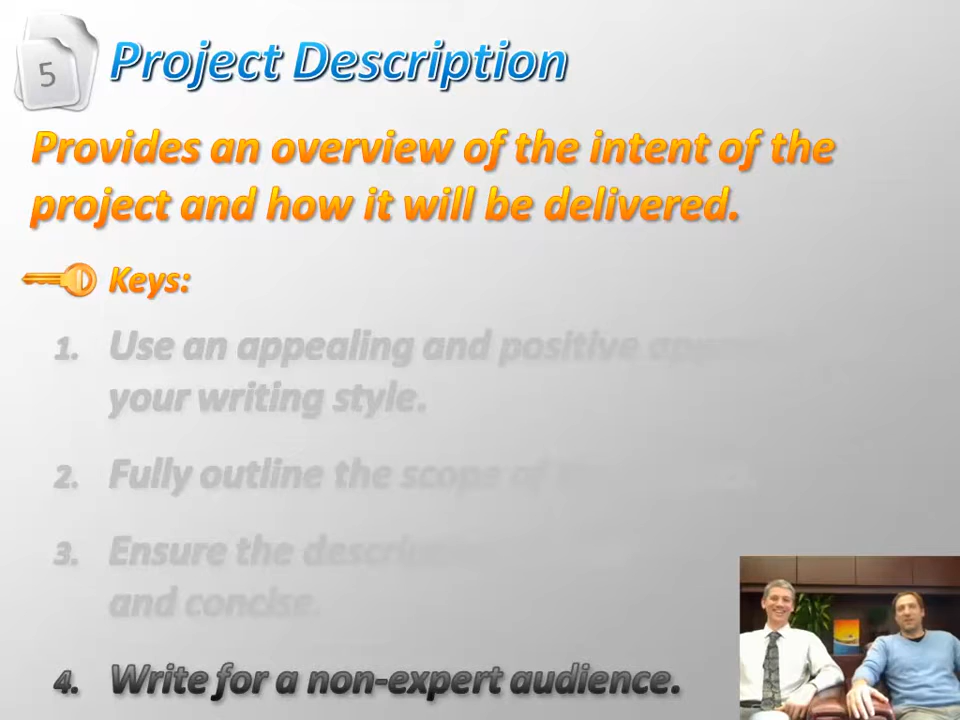 5
Project Description
Provides an overview of the intent of the
project and how it will be delivered.
Keys:
1. Use an appealing and positive
your writing style.
2. Fully outline the scope of
3. Ensure the
and concise.
4. Write for a non-expert audience.